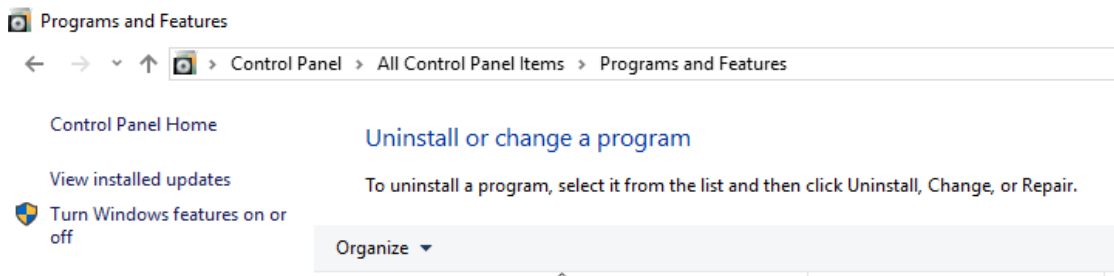 Programs and Features
Control Panel > All Control Panel Items > Programs and Features
Control Panel Home
View installed updates
Turn Windows features on or
off
Uninstall or change a program
To uninstall a program, select it from the list and then click Uninstall, Change, or Repair.
Organize